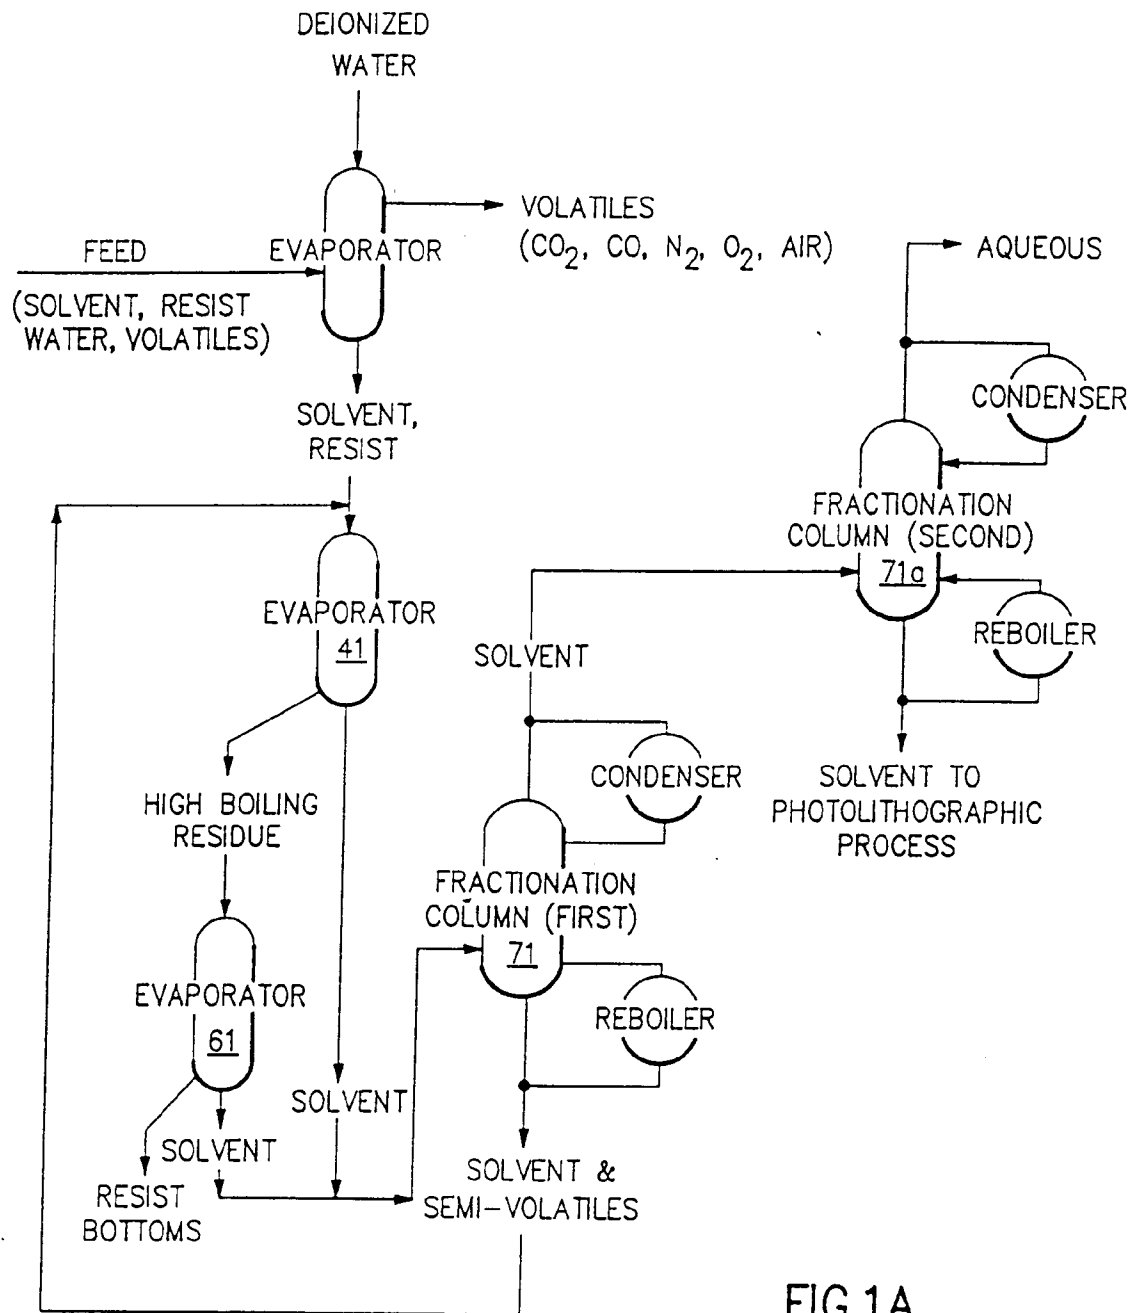 DEIONIZED
WATER
VOLATILES
(CO₂, CO, N₂, O₂, AIR)
EVAPORATOR
FEED
(SOLVENT, RESIST
WATER, VOLATILES)
SOLVENT,
RESIST
EVAPORATOR
41
HIGH BOILING
RESIDUE
EVAPORATOR
61
SOLVENT
RESIST
BOTTOMS
SOLVENT
FRACTIONATION
COLUMN (FIRST)
71
CONDENSER
REBOILER
SOLVENT &
SEMI-VOLATILES
SOLVENT
AQUEOUS
CONDENSER
FRACTIONATION
COLUMN (SECOND)
71a
REBOILER
SOLVENT TO
PHOTOLITHOGRAPHIC
PROCESS
FIG.1A